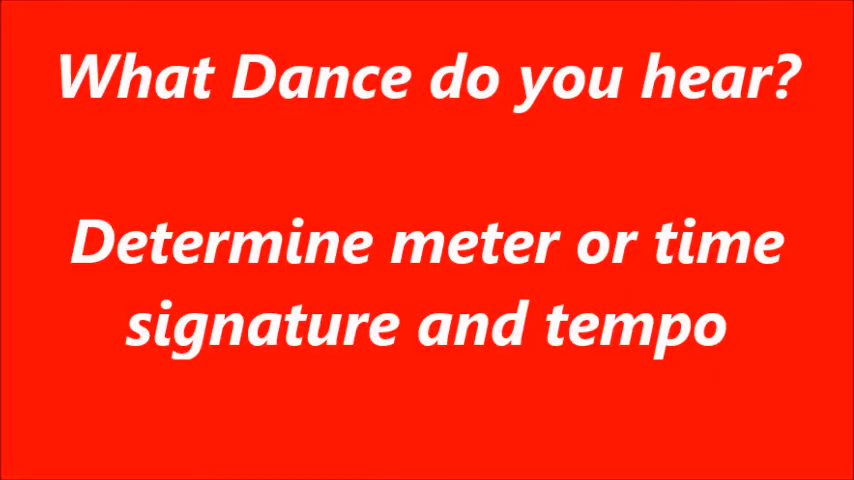 What Dance do you hear?
Determine meter or time
signature and tempo